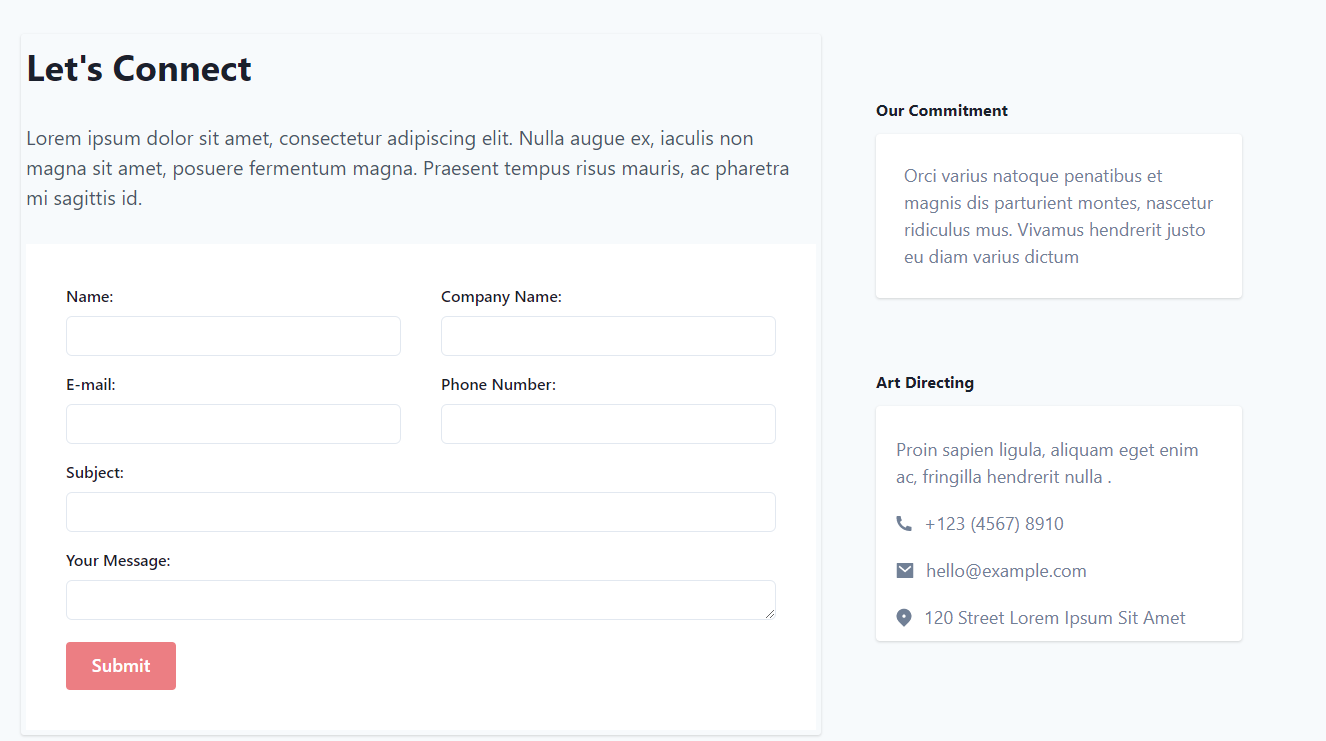 Let's Connect
Lorem ipsum dolor sit amet, consectetur adipiscing elit. Nulla augue ex, iaculis non
magna sit amet, posuere fermentum magna. Praesent tempus risus mauris, ac pharetra
mi sagittis id.
Name:
Company Name:
E-mail:
Phone Number:
Subject:
Your Message:
Submit
Our Commitment
Orci varius natoque penatibus et
magnis dis parturient montes, nascetur
ridiculus mus. Vivamus hendrerit justo
eu diam varius dictum
Art Directing
Proin sapien ligula, aliquam eget enim
ac, fringilla hendrerit nulla .
+123 (4567) 8910
hello@example.com
120 Street Lorem Ipsum Sit Amet